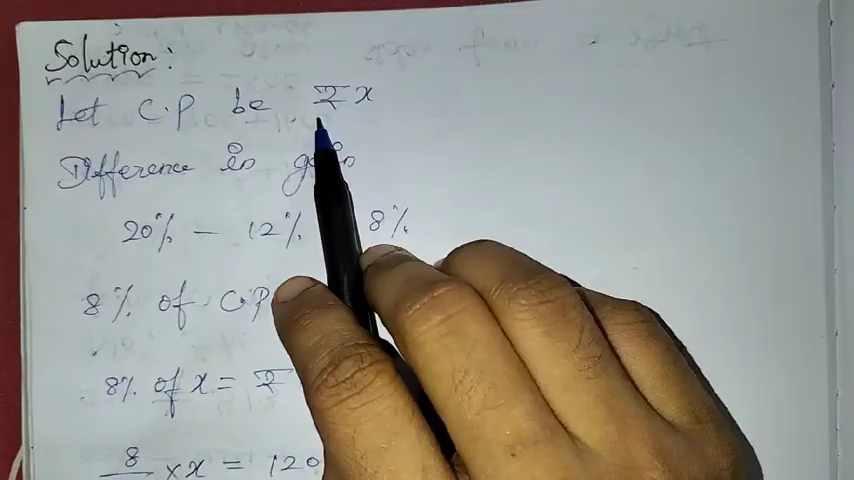 Solution:
Let C.P be ₹ x
Difference in gain
20% - 12% 8%
8% of C.P
8% of x = ₹
8
x x = 120